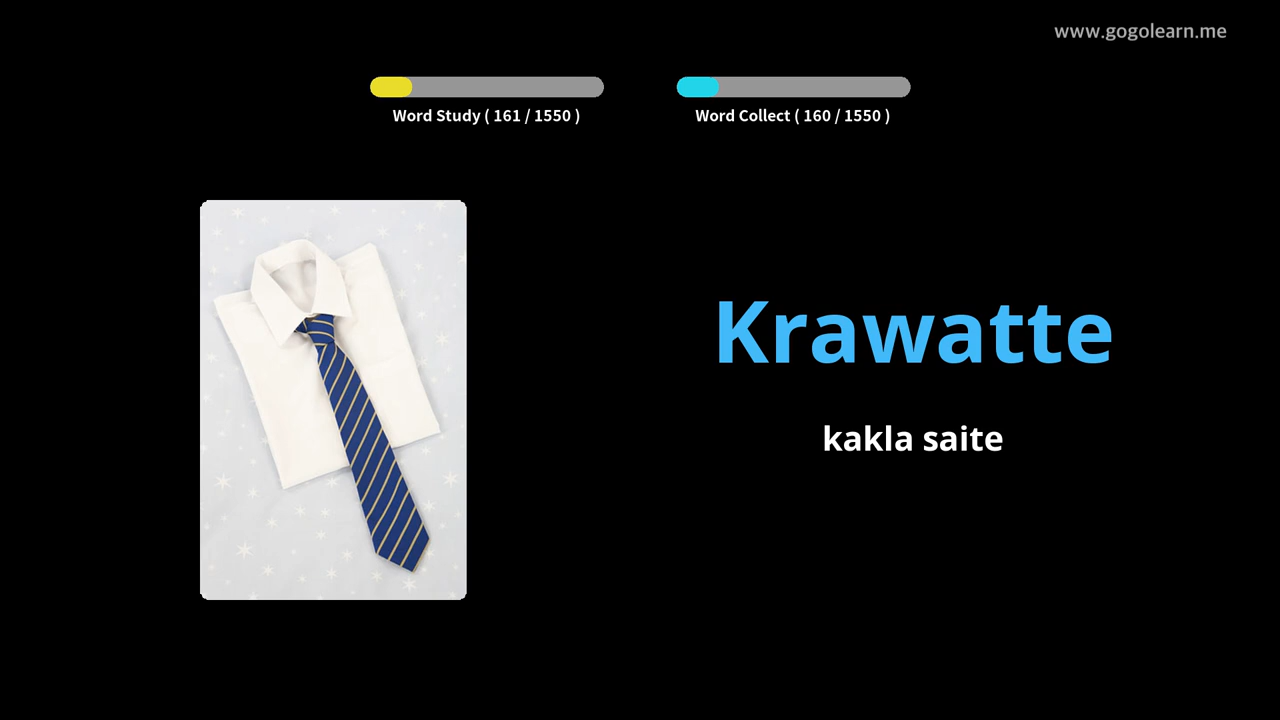 www.gogolearn.me
Word Study ( 161 / 1550 )
Word Collect ( 160 / 1550 )
Krawatte
kakla saite